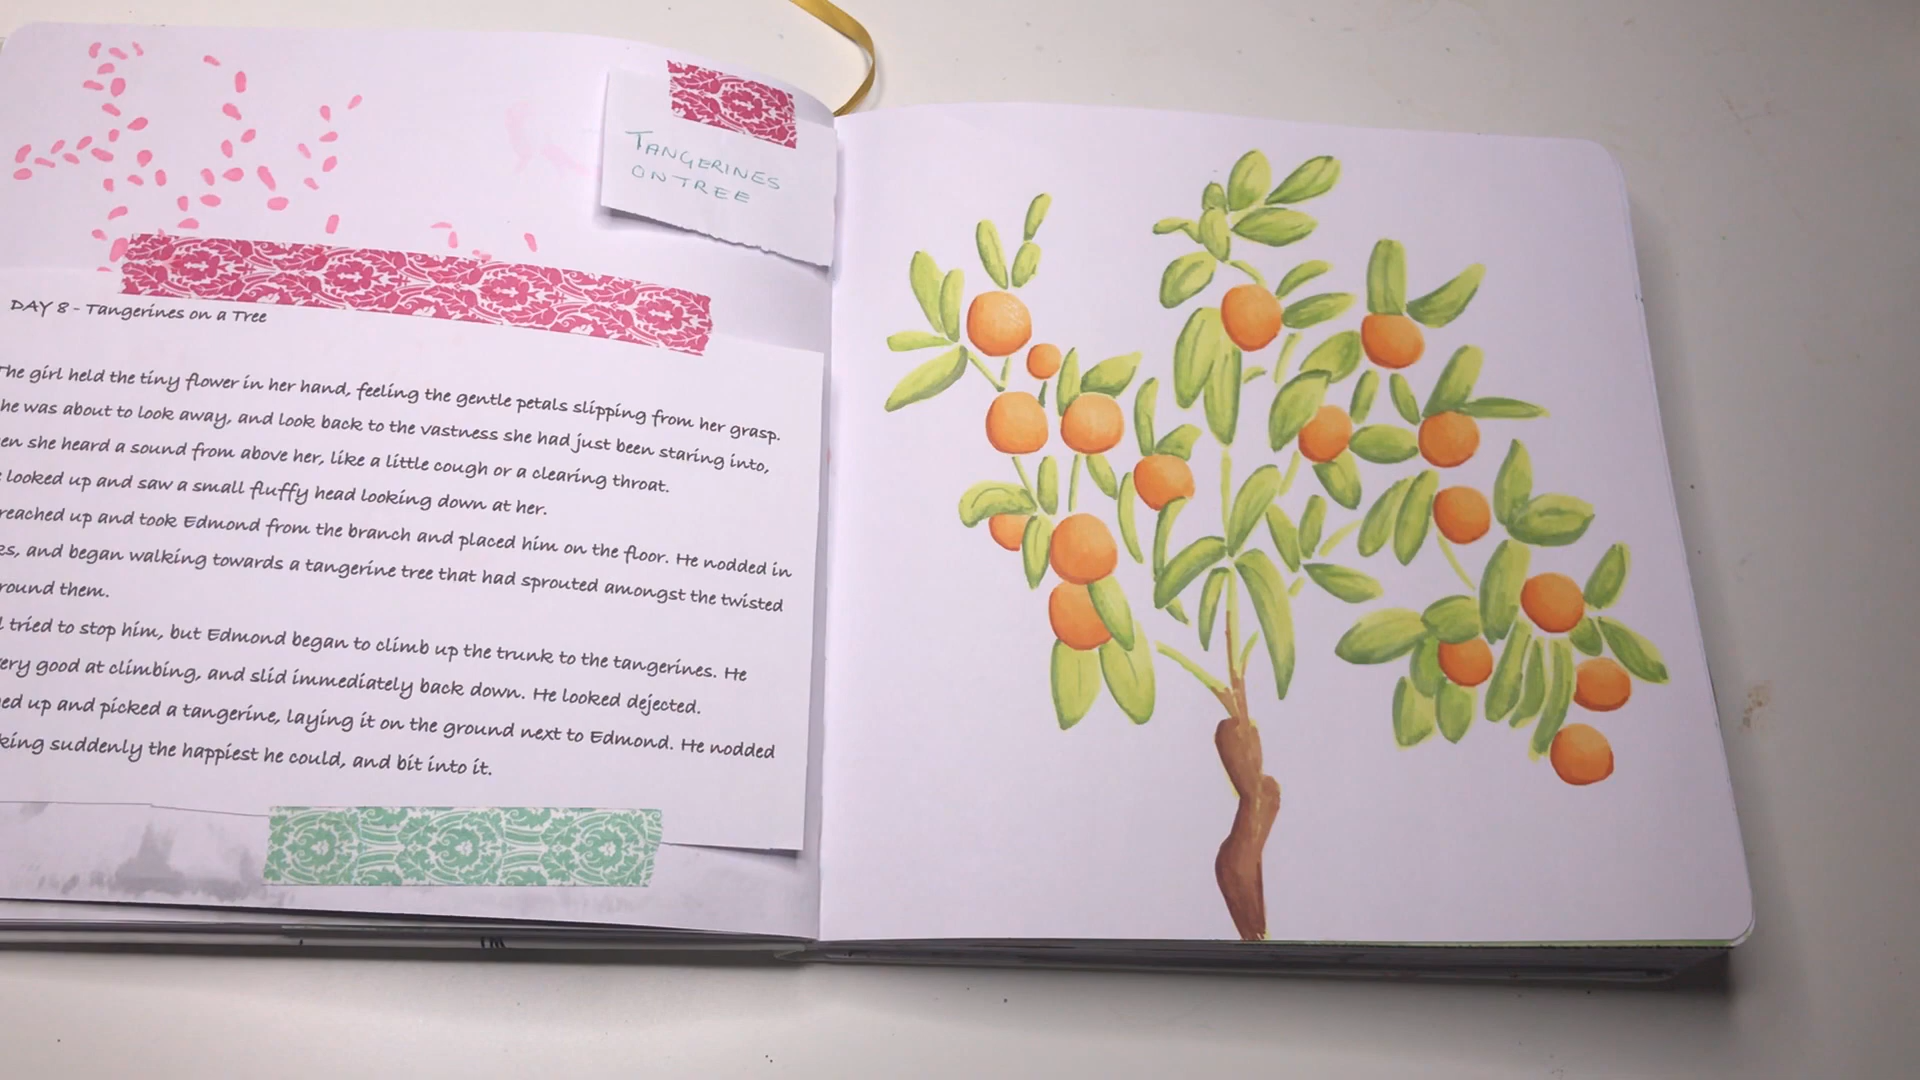 TANGERINES
ON TREE
DAY 8 - Tangerines on a Tree
The girl held the tiny flower in her hand, feeling the gentle petals slipping from her grasp.
he was about to look away, and look back to the vastness she had just been staring into,
en she heard a sound from above her, like a little cough or a clearing throat.
looked up and saw a small fluffy head looking down at her.
reached up and took Edmond from the branch and placed him on the floor. He nodded in
es, and began walking towards a tangerine tree that had sprouted amongst the twisted
round them.
l tried to stop him, but Edmond began to climb up the trunk to the tangerines. He
ery good at climbing, and slid immediately back down. He looked dejected.
ed up and picked a tangerine, laying it on the ground next to Edmond. He nodded
king suddenly the happiest he could, and bit into it.